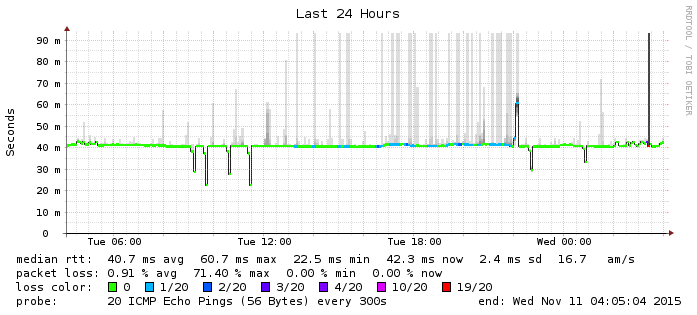 Last 24 Hours
RRDTOOL / TOBI OETIKER
Seconds
90 m
80 m
70 m
60 m
50 m
40 m
30 m
20 m
10 m
0
Tue 06:00 Tue 12:00 Tue 18:00 Wed 00:00
median rtt: 40.7 ms avg 60.7 ms max 22.5 ms min 42.3 ms now 2.4 ms sd 16.7 am/s
packet loss: 0.91 % avg 71.40 % max 0.00 % min 0.00 % now
loss color: 0 1/20 2/20 3/20 4/20 10/20 19/20
probe: 20 ICMP Echo Pings (56 Bytes) every 300s end: Wed Nov 11 04:05:04 2015